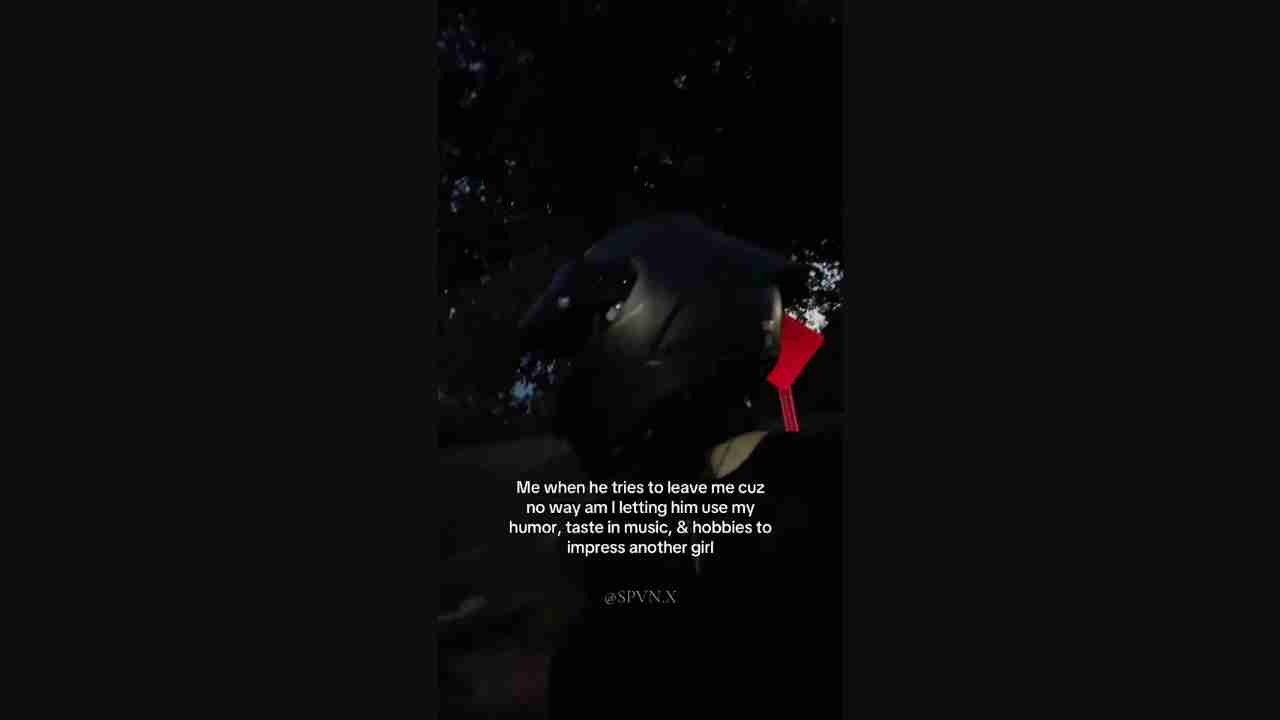 Me when he tries to leave me cuz
no way am I letting him use my
humor, taste in music, & hobbies to
impress another girl
@SPVN.X